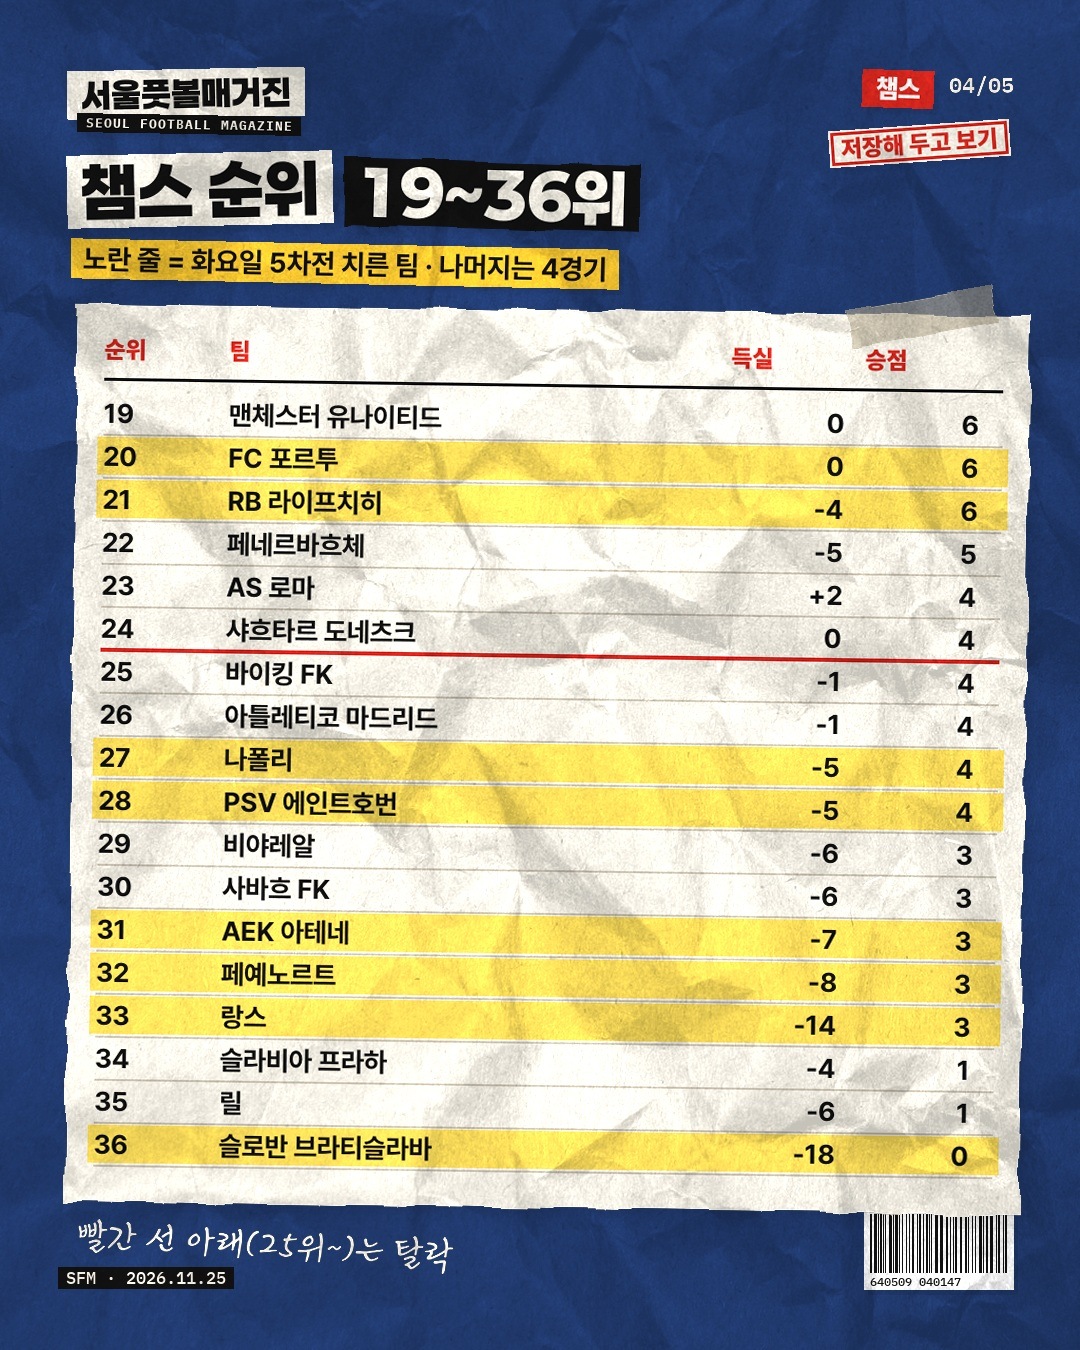 서울풋볼매거진
SEOUL FOOTBALL MAGAZINE
챔스 04/05
저장해 두고 보기
챔스 순위 19~36위
노란 줄 = 화요일 5차전 치른 팀 · 나머지는 4경기
순위 팀 득실 승점
19 맨체스터 유나이티드 0 6
20 FC 포르투 0 6
21 RB 라이프치히 -4 6
22 페네르바흐체 -5 5
23 AS 로마 +2 4
24 샤흐타르 도네츠크 0 4
25 바이킹 FK -1 4
26 아틀레티코 마드리드 -1 4
27 나폴리 -5 4
28 PSV 에인트호번 -5 4
29 비야레알 -6 3
30 사바흐 FK -6 3
31 AEK 아테네 -7 3
32 페예노르트 -8 3
33 랑스 -14 3
34 슬라비아 프라하 -4 1
35 릴 -6 1
36 슬로반 브라티슬라바 -18 0
빨간 선 아래(25위~)는 탈락
SFM · 2026.11.25
640509 040147